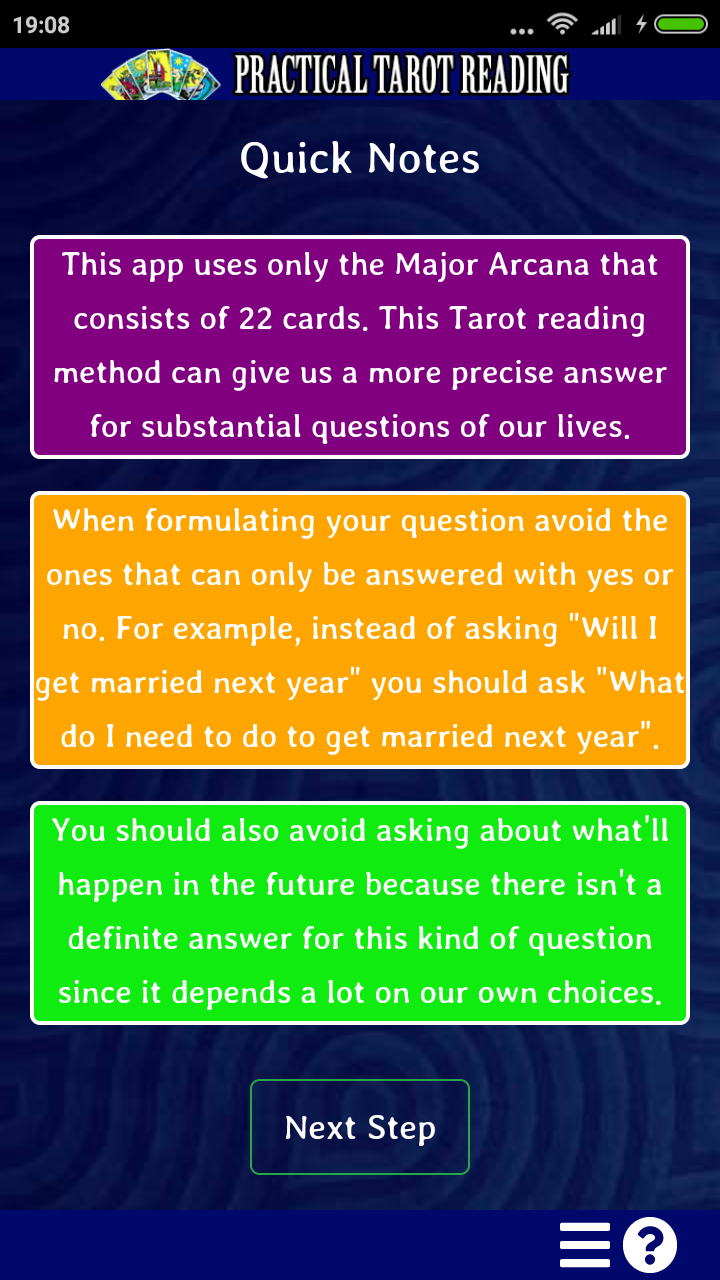 19:08
PRACTICAL TAROT READING
Quick Notes
This app uses only the Major Arcana that
consists of 22 cards. This Tarot reading
method can give us a more precise answer
for substantial questions of our lives.
When formulating your question avoid the
ones that can only be answered with yes or
no. For example, instead of asking "Will I
get married next year" you should ask "What
do I need to do to get married next year".
You should also avoid asking about what'll
happen in the future because there isn't a
definite answer for this kind of question
since it depends a lot on our own choices.
Next Step
?